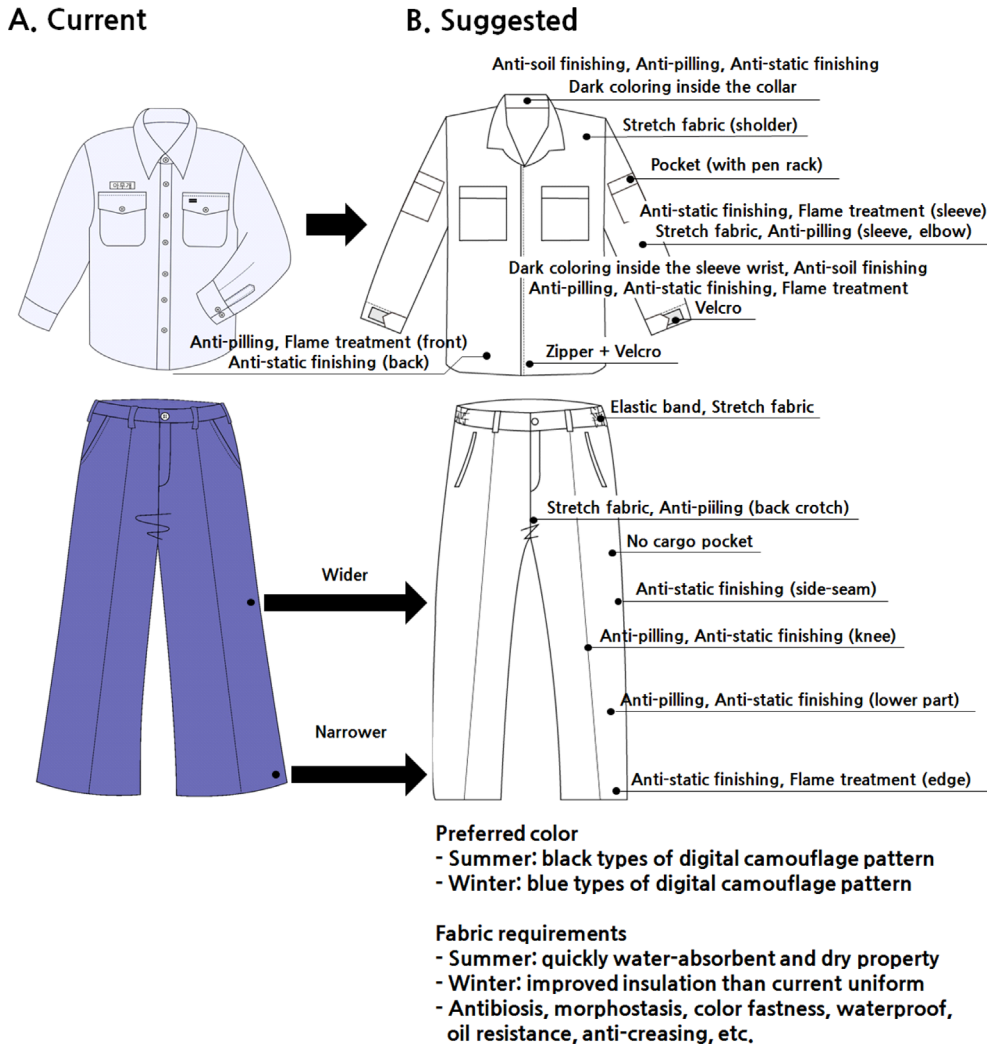 A. Current
B. Suggested
Anti-soil finishing, Anti-pilling, Anti-static finishing
Dark coloring inside the collar
Stretch fabric (sholder)
Pocket (with pen rack)
Anti-static finishing, Flame treatment (sleeve)
Stretch fabric, Anti-pilling (sleeve, elbow)
Dark coloring inside the sleeve wrist, Anti-soil finishing
Anti-pilling, Anti-static finishing, Flame treatment
Velcro
Anti-pilling, Flame treatment (front)
Anti-static finishing (back)
Zipper + Velcro
Elastic band, Stretch fabric
Stretch fabric, Anti-piiling (back crotch)
No cargo pocket
Wider
Anti-static finishing (side-seam)
Anti-pilling, Anti-static finishing (knee)
Anti-pilling, Anti-static finishing (lower part)
Narrower
Anti-static finishing, Flame treatment (edge)
Preferred color
- Summer: black types of digital camouflage pattern
- Winter: blue types of digital camouflage pattern
Fabric requirements
- Summer: quickly water-absorbent and dry property
- Winter: improved insulation than current uniform
- Antibiosis, morphostasis, color fastness, waterproof,
oil resistance, anti-creasing, etc.